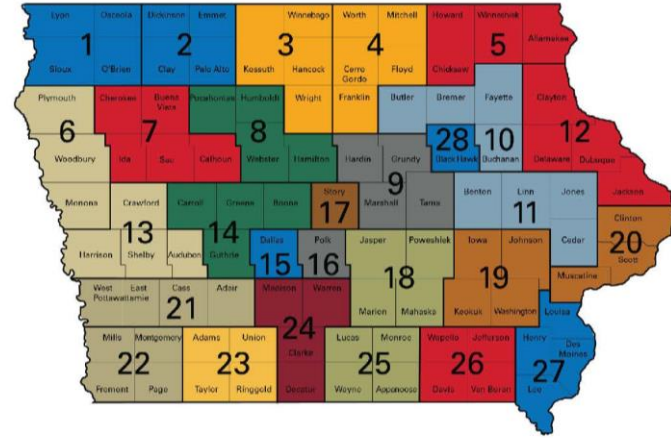 Lyon Osceola Dickinson Emmet Winnebago Worth Mitchell Howard Winneshiek Allamakee
1 2 3 4 5
Sioux O'Brien Clay Palo Alto Kossuth Hancock Cerro Gordo Floyd Chickasaw
Plymouth Cherokee Buena Vista Pocahontas Humboldt Wright Franklin Butler Bremer Fayette Clayton
6 7 8 28 10 12
Woodbury Ida Sac Calhoun Webster Hamilton Hardin Grundy Black Hawk Buchanan Delaware Dubuque
9
Monona Crawford Carroll Greene Boone Story Marshall Tama Benton Linn Jones Jackson
13 14 17 11 20
Harrison Shelby Audubon Guthrie Dallas Polk Jasper Poweshiek Iowa Johnson Cedar Clinton Scott
15 16 18 19
Muscatine
West Pottawattamie East Cass Adair Madison Warren Marion Mahaska Keokuk Washington Louisa
21 24
Mills Montgomery Adams Union Clarke Lucas Monroe Wapello Jefferson Henry Des Moines
22 23 25 26 27
Fremont Page Taylor Ringgold Decatur Wayne Appanoose Davis Van Buren Lee